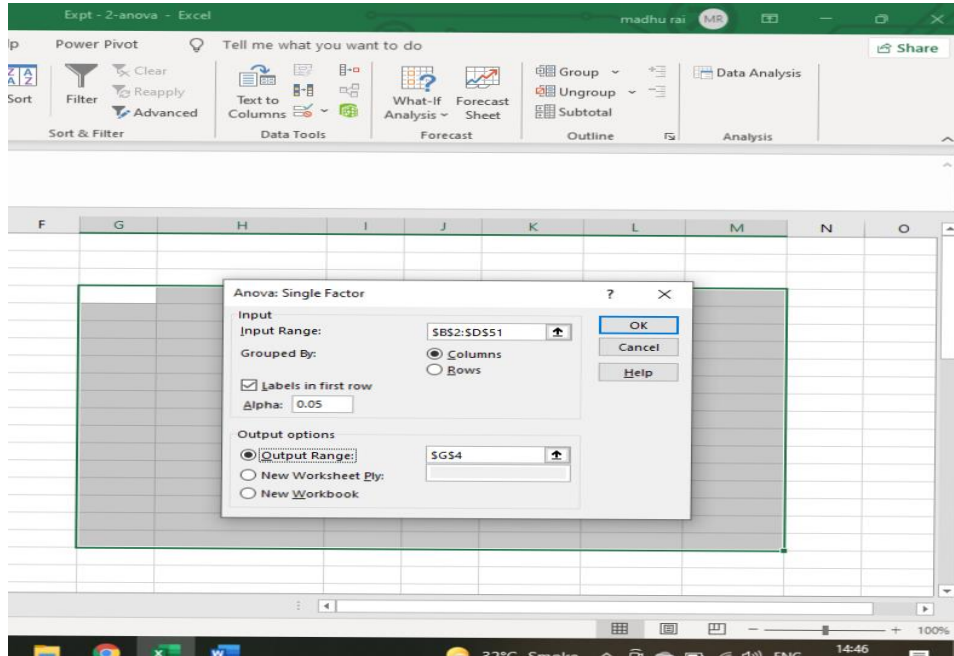 Expt - 2-anova - Excel
madhu rai MR
lp Power Pivot Tell me what you want to do Share
Sort
Filter
Clear
Reapply
Advanced
Text to Columns
What-If Analysis
Forecast Sheet
Group
Ungroup
Subtotal
Data Analysis
Sort & Filter Data Tools Forecast Outline Analysis
F G H I J K L M N O
Anova: Single Factor ? ×
Input
Input Range: $B$2:$D$51
Grouped By: Columns
Rows
Labels in first row
Alpha: 0.05
OK
Cancel
Help
Output options
Output Range: $G$4
New Worksheet Ply:
New Workbook
100%
32°C Smoke ENG 14:46